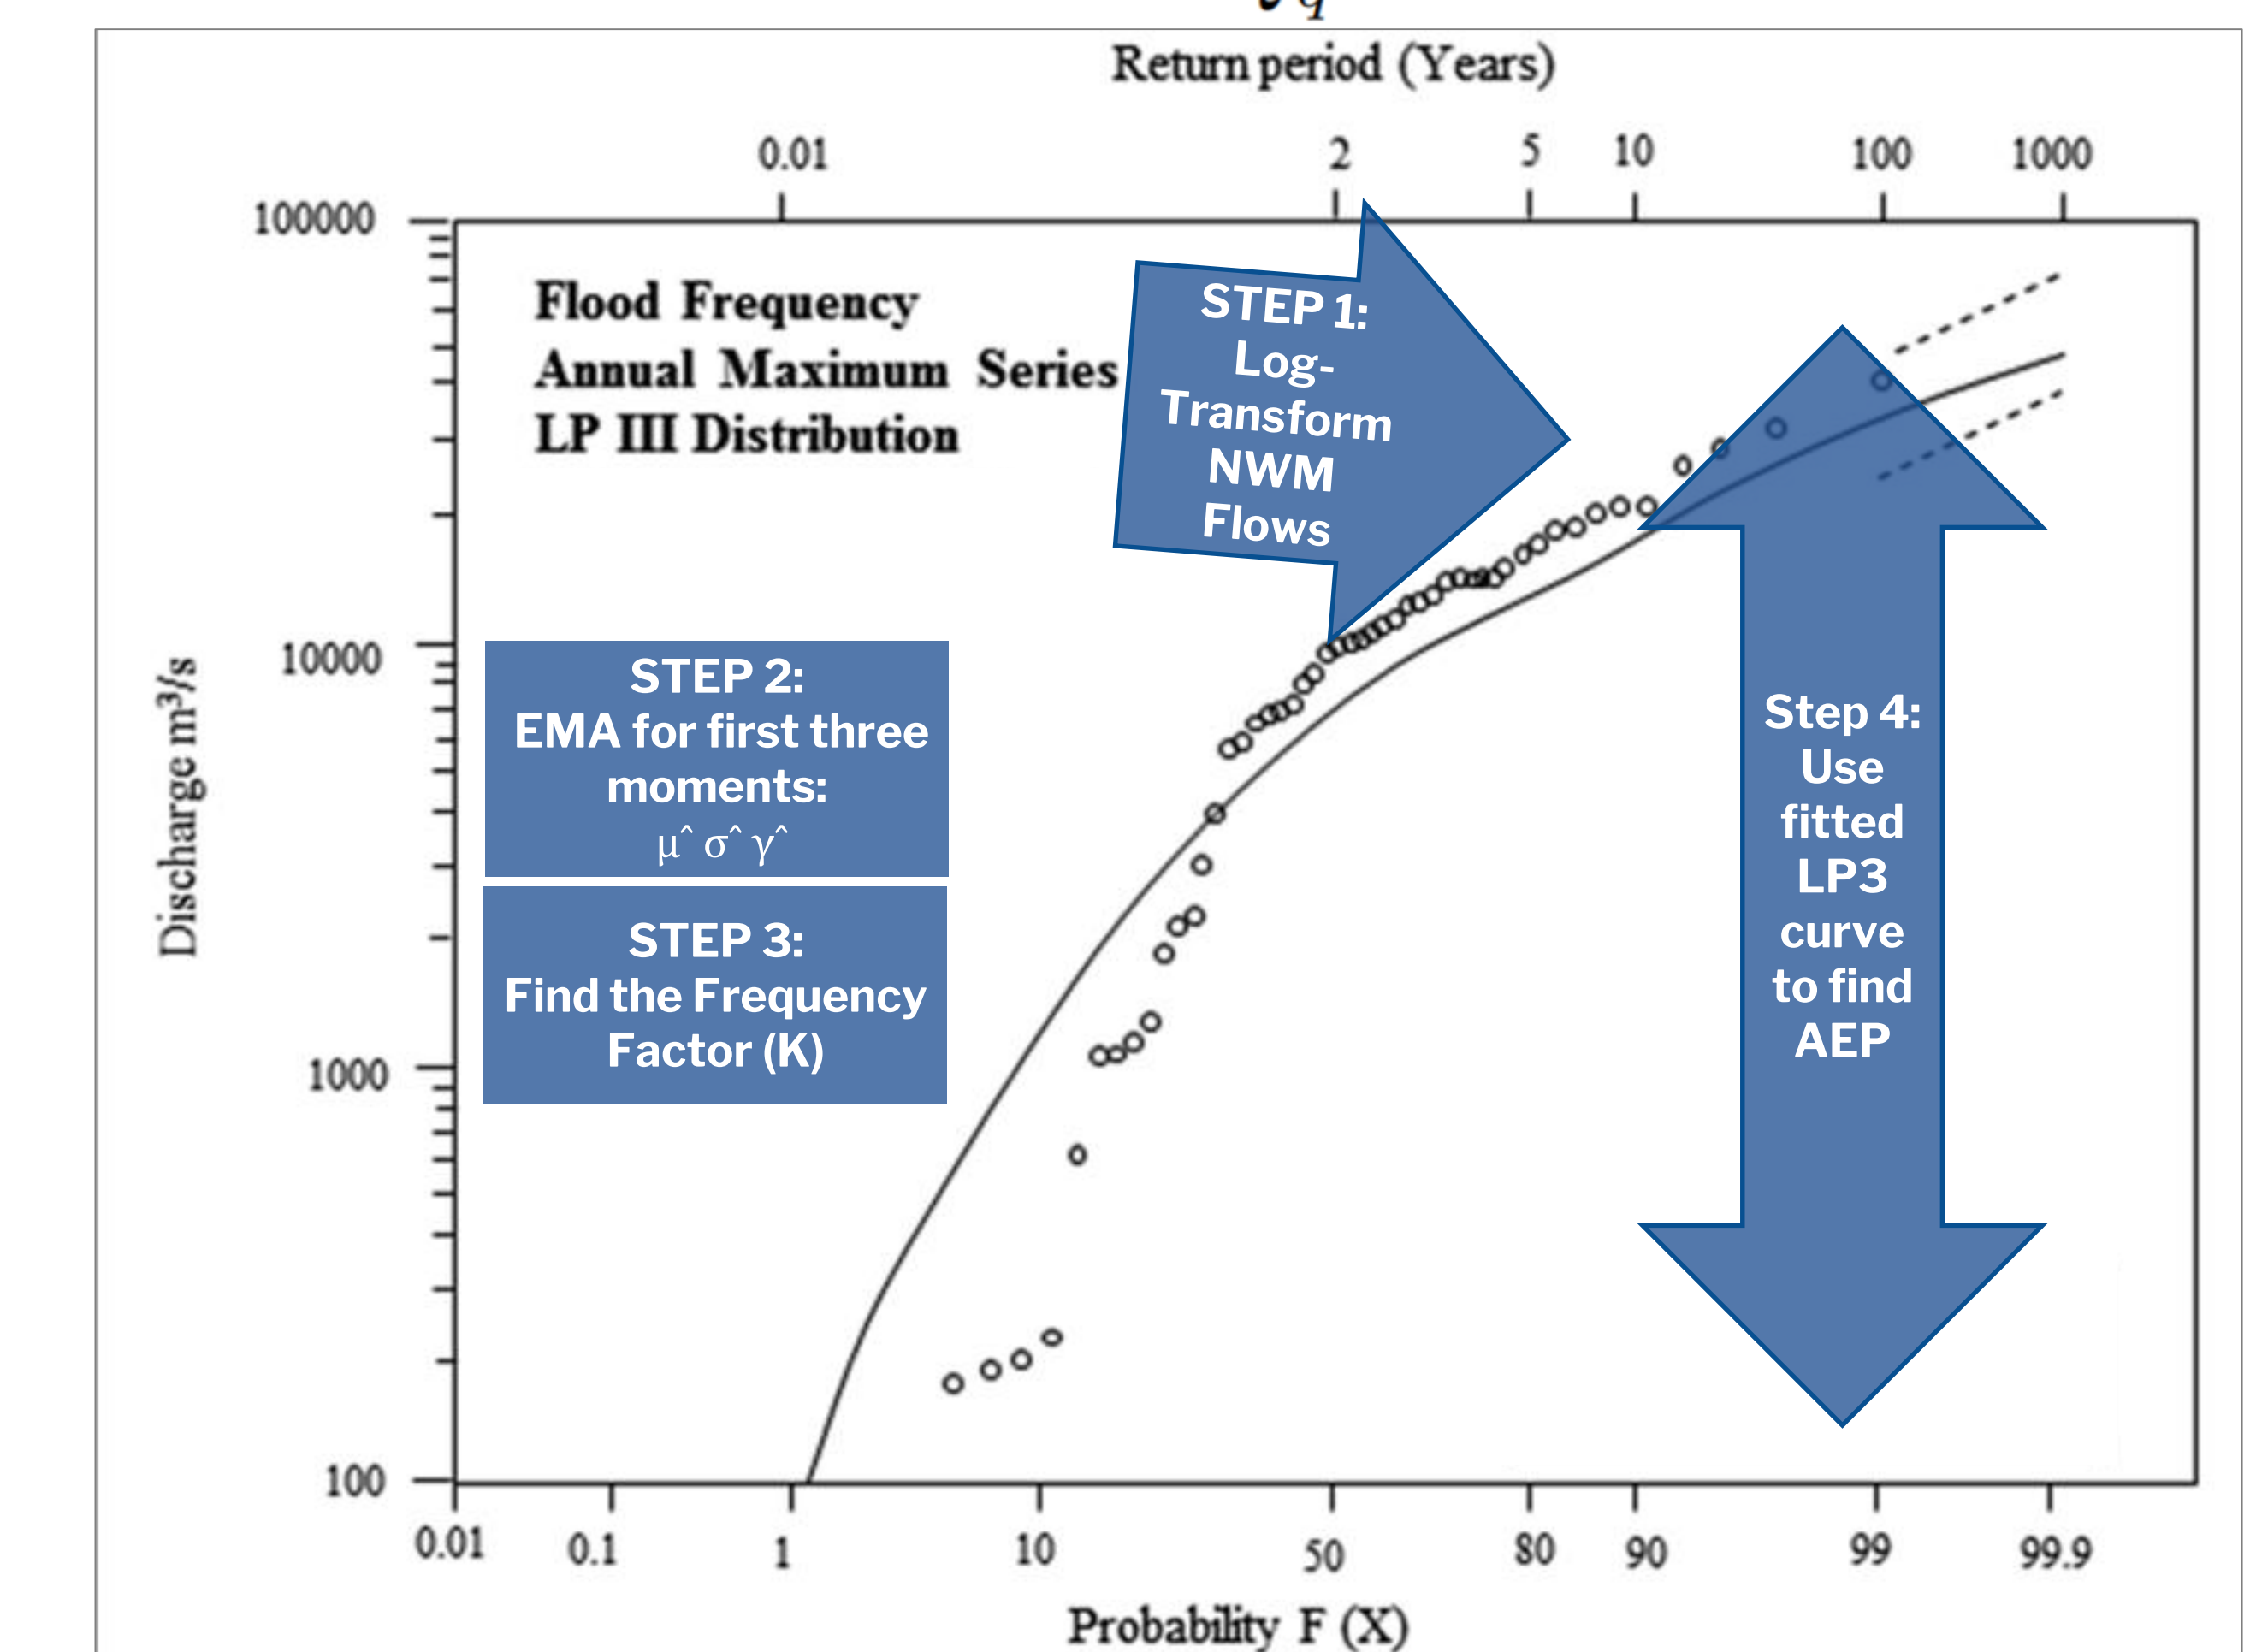 q
Return period (Years)
0.01 2 5 10 100 1000
100000
Flood Frequency
Annual Maximum Series
LP III Distribution
STEP 1:
Log-
Transform
NWM
Flows
10000
Discharge m³/s
STEP 2:
EMA for first three
moments:
μ^ σ^ γ^
STEP 3:
Find the Frequency
Factor (K)
Step 4:
Use
fitted
LP3
curve
to find
AEP
1000
100
0.01 0.1 1 10 50 80 90 99 99.9
Probability F (X)